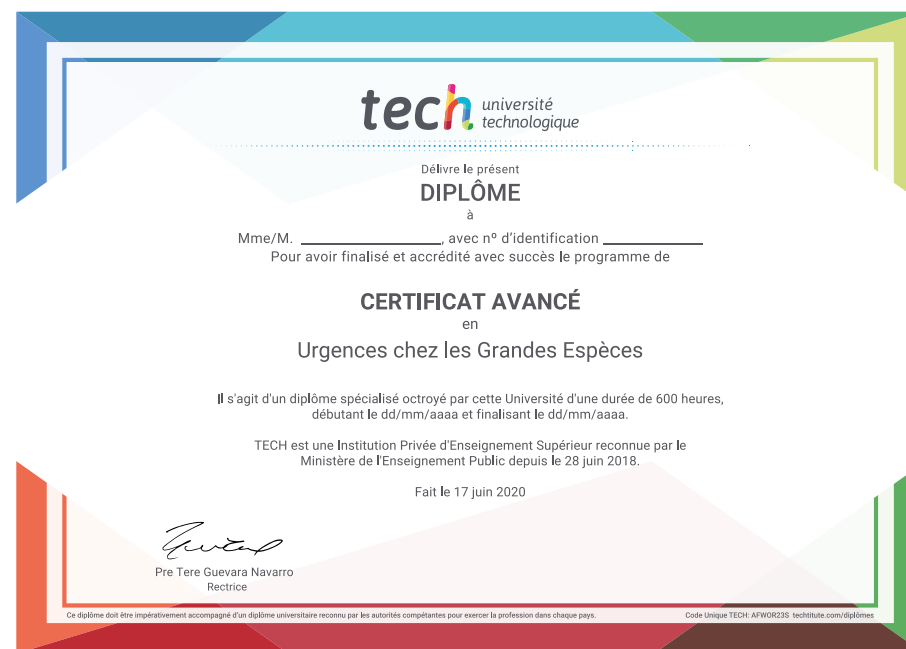 tech université
technologique
Délivre le présent
DIPLÔME
à
Mme/M. ____________________, avec nº d'identification ______________
Pour avoir finalisé et accrédité avec succès le programme de
CERTIFICAT AVANCÉ
en
Urgences chez les Grandes Espèces
Il s'agit d'un diplôme spécialisé octroyé par cette Université d'une durée de 600 heures,
débutant le dd/mm/aaaa et finalisant le dd/mm/aaaa.
TECH est une Institution Privée d'Enseignement Supérieur reconnue par le
Ministère de l'Enseignement Public depuis le 28 juin 2018.
Fait le 17 juin 2020
Pre Tere Guevara Navarro
Rectrice
Ce diplôme doit être impérativement accompagné d'un diplôme universitaire reconnu par les autorités compétentes pour exercer la profession dans chaque pays.
Code Unique TECH: AFWOR23S techtitute.com/diplômes